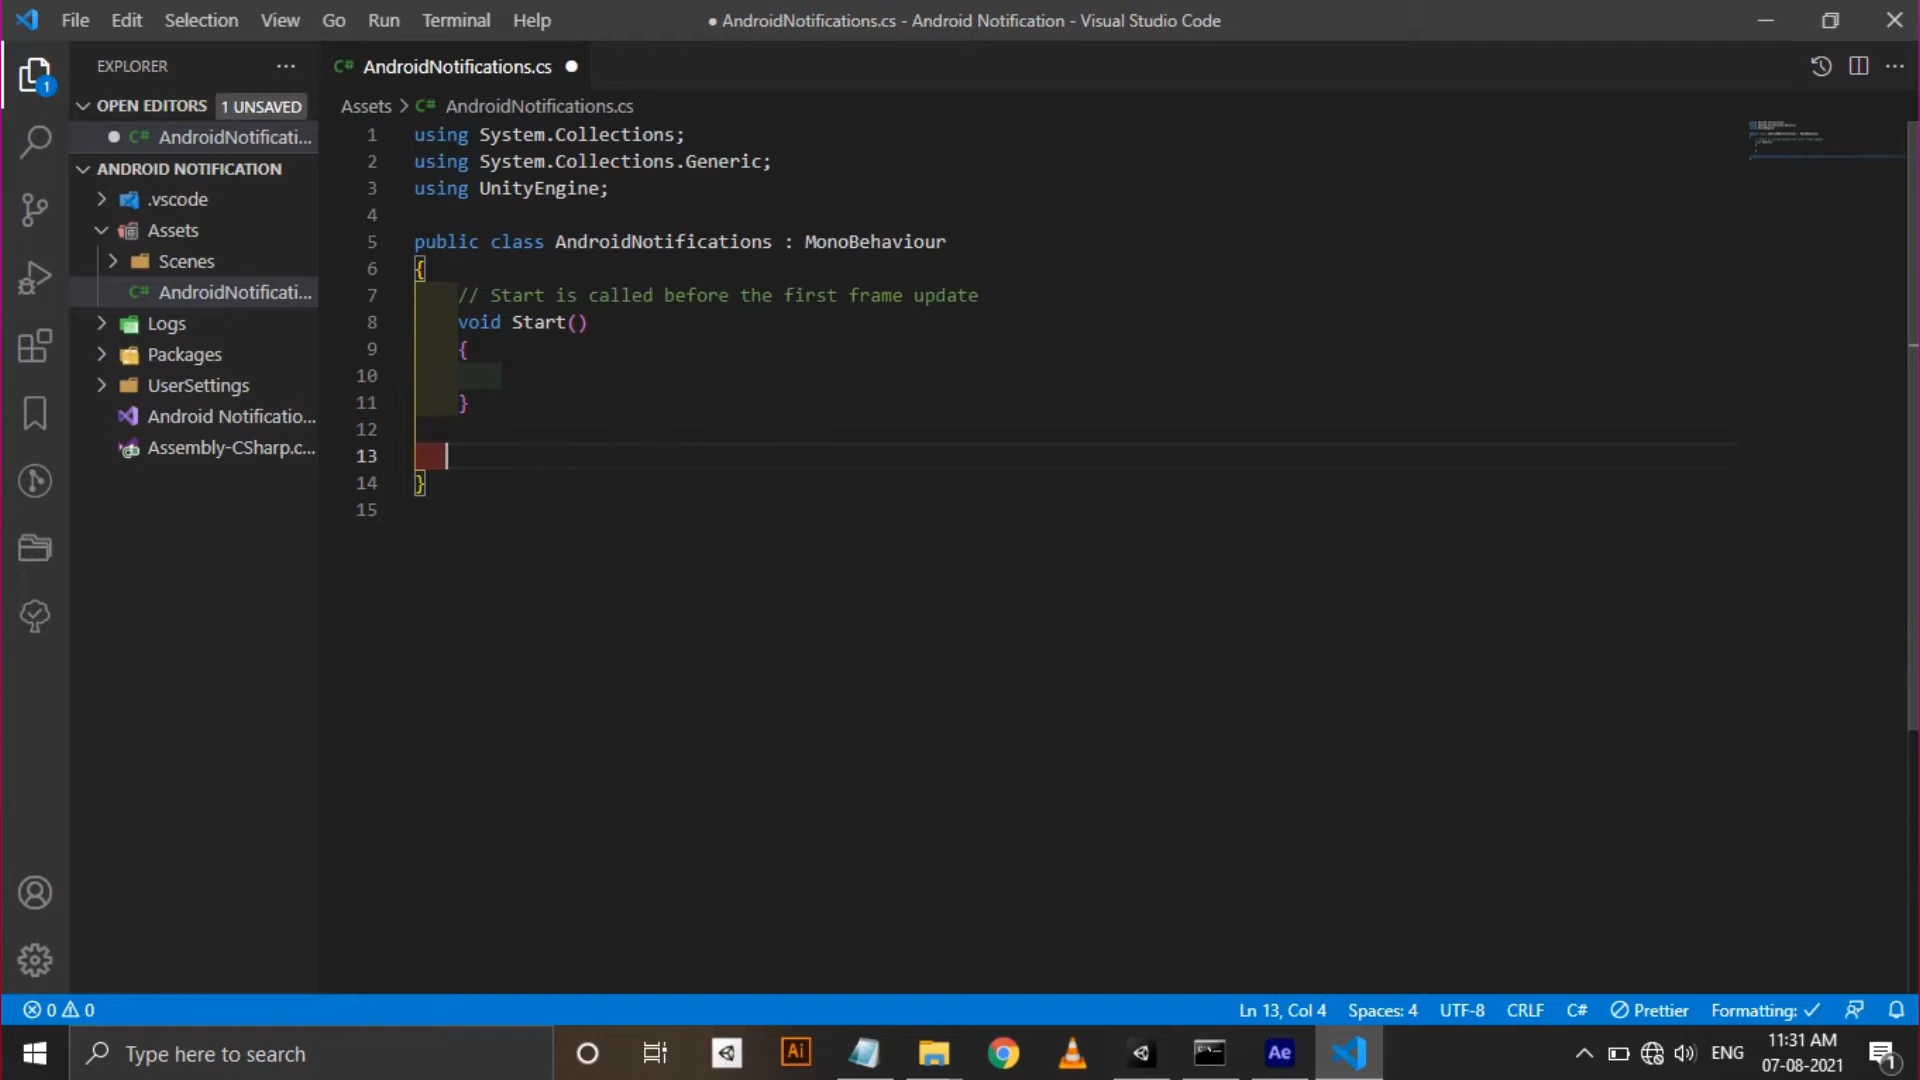 File Edit Selection View Go Run Terminal Help
● AndroidNotifications.cs - Android Notification - Visual Studio Code
EXPLORER
OPEN EDITORS 1 UNSAVED
AndroidNotificati...
ANDROID NOTIFICATION
.vscode
Assets
Scenes
AndroidNotificati...
Logs
Packages
UserSettings
Android Notificatio...
Assembly-CSharp.c...
1
C# AndroidNotifications.cs
Assets > C# AndroidNotifications.cs
1 using System.Collections;
2 using System.Collections.Generic;
3 using UnityEngine;
4
5 public class AndroidNotifications : MonoBehaviour
6 {
7 // Start is called before the first frame update
8 void Start()
9 {
10
11 }
12
13
14 }
15
0 0
Ln 13, Col 4 Spaces: 4 UTF-8 CRLF C# Prettier Formatting: ✓
Type here to search
Ai
Ae
ENG
11:31 AM
07-08-2021
1